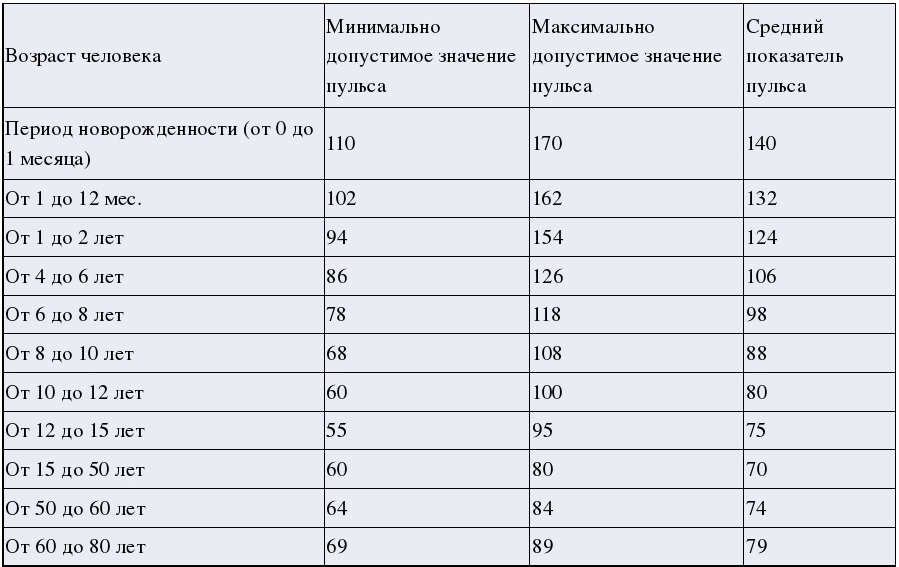 Возраст человека
Минимально
допустимое значение
пульса
Максимально
допустимое значение
пульса
Средний
показатель
пульса
Период новорожденности (от 0 до
1 месяца)
110
170
140
От 1 до 12 мес.
102
162
132
От 1 до 2 лет
94
154
124
От 4 до 6 лет
86
126
106
От 6 до 8 лет
78
118
98
От 8 до 10 лет
68
108
88
От 10 до 12 лет
60
100
80
От 12 до 15 лет
55
95
75
От 15 до 50 лет
60
80
70
От 50 до 60 лет
64
84
74
От 60 до 80 лет
69
89
79